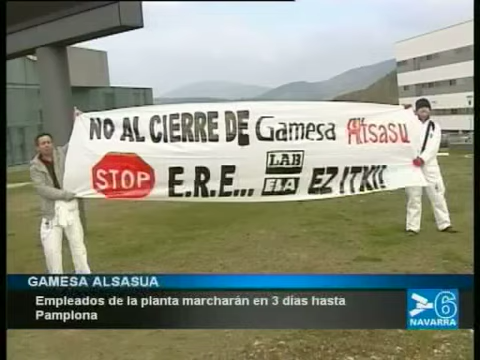 NO AL CIERRE DE Gamesa Altsasu
STOP E.R.E... LAB ELA EZ ITXI!!
GAMESA ALSASUA
Empleados de la planta marcharán en 3 días hasta
Pamplona
6
NAVARRA